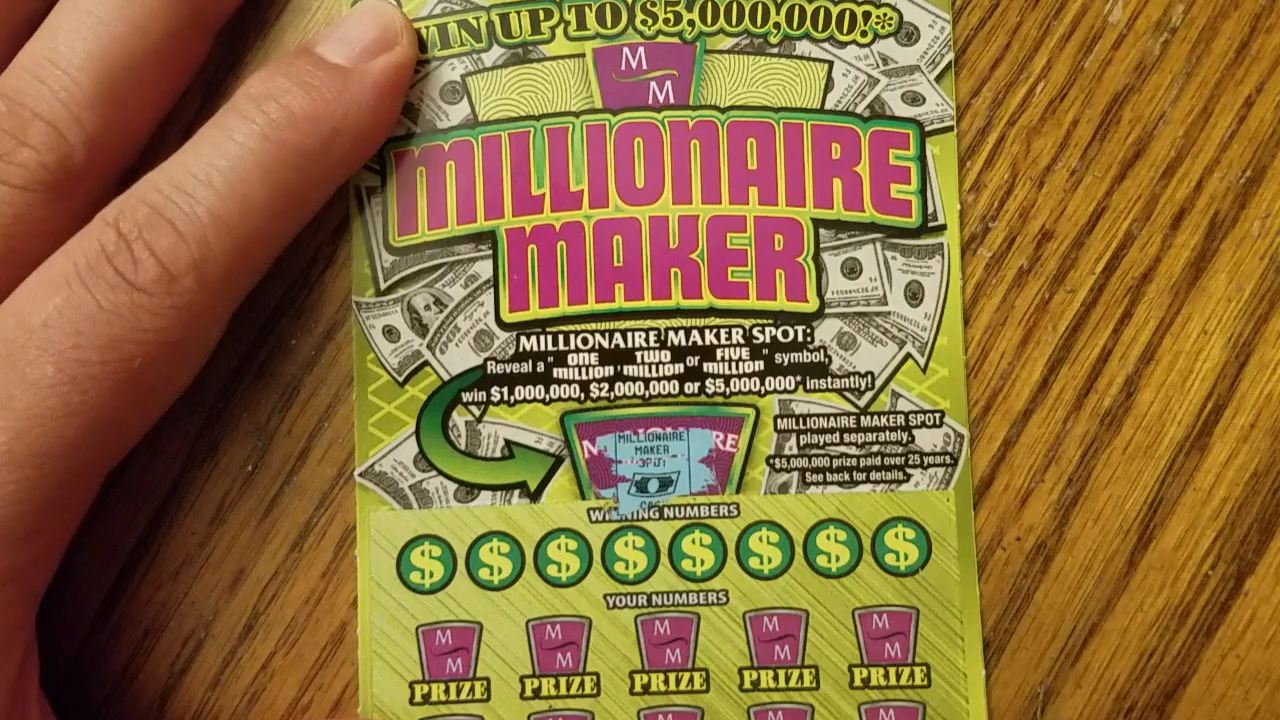 WIN UP TO $5,000,000!*
M
M
MILLIONAIRE
MAKER
MILLIONAIRE MAKER SPOT:
Reveal a "ONE MILLION, TWO MILLION or FIVE MILLION" symbol,
win $1,000,000, $2,000,000 or $5,000,000* instantly!
MILLIONAIRE MAKER SPOT
played separately.
*$5,000,000 prize paid over 25 years.
See back for details.
MILLIONAIRE
MAKER
SPOT
WINNING NUMBERS
$ $ $ $ $ $ $ $
YOUR NUMBERS
M M M M M
M M M M M
PRIZE PRIZE PRIZE PRIZE PRIZE
M M M M M